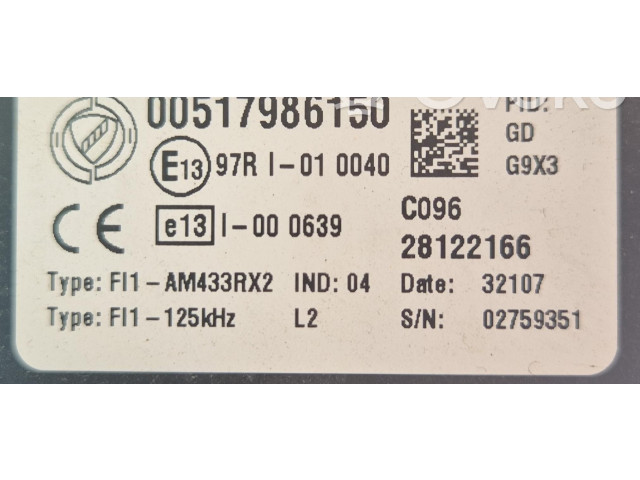 00517986150
PID:
GD
G9X3
E13 97R I-01 0040
e13 I-00 0639
CE
C096
28122166
Type: FI1-AM433RX2 IND: 04 Date: 32107
Type: FI1-125kHz L2 S/N: 02759351